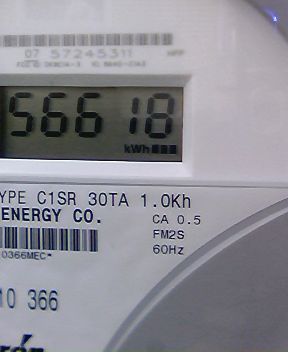 07 57245311
56618
kWh
YPE C1SR 30TA 1.0Kh
ENERGY CO.
CA 0.5
FM2S
60Hz
0366MEC*
10 366
rón